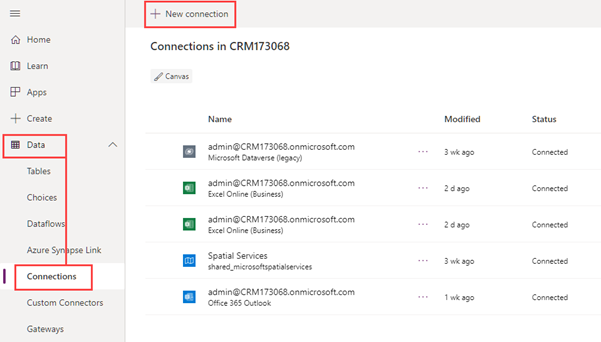 New connection
Connections in CRM173068
Canvas
Home
Learn
Apps
Create
Data
Tables
Choices
Dataflows
Azure Synapse Link
Connections
Custom Connectors
Gateways
Name Modified Status
admin@CRM173068.onmicrosoft.com ... 3 wk ago Connected
Microsoft Dataverse (legacy)
admin@CRM173068.onmicrosoft.com ... 2 d ago Connected
Excel Online (Business)
admin@CRM173068.onmicrosoft.com ... 2 d ago Connected
Excel Online (Business)
Spatial Services ... 3 wk ago Connected
shared_microsoftspatialservices
admin@CRM173068.onmicrosoft.com ... 1 wk ago Connected
Office 365 Outlook